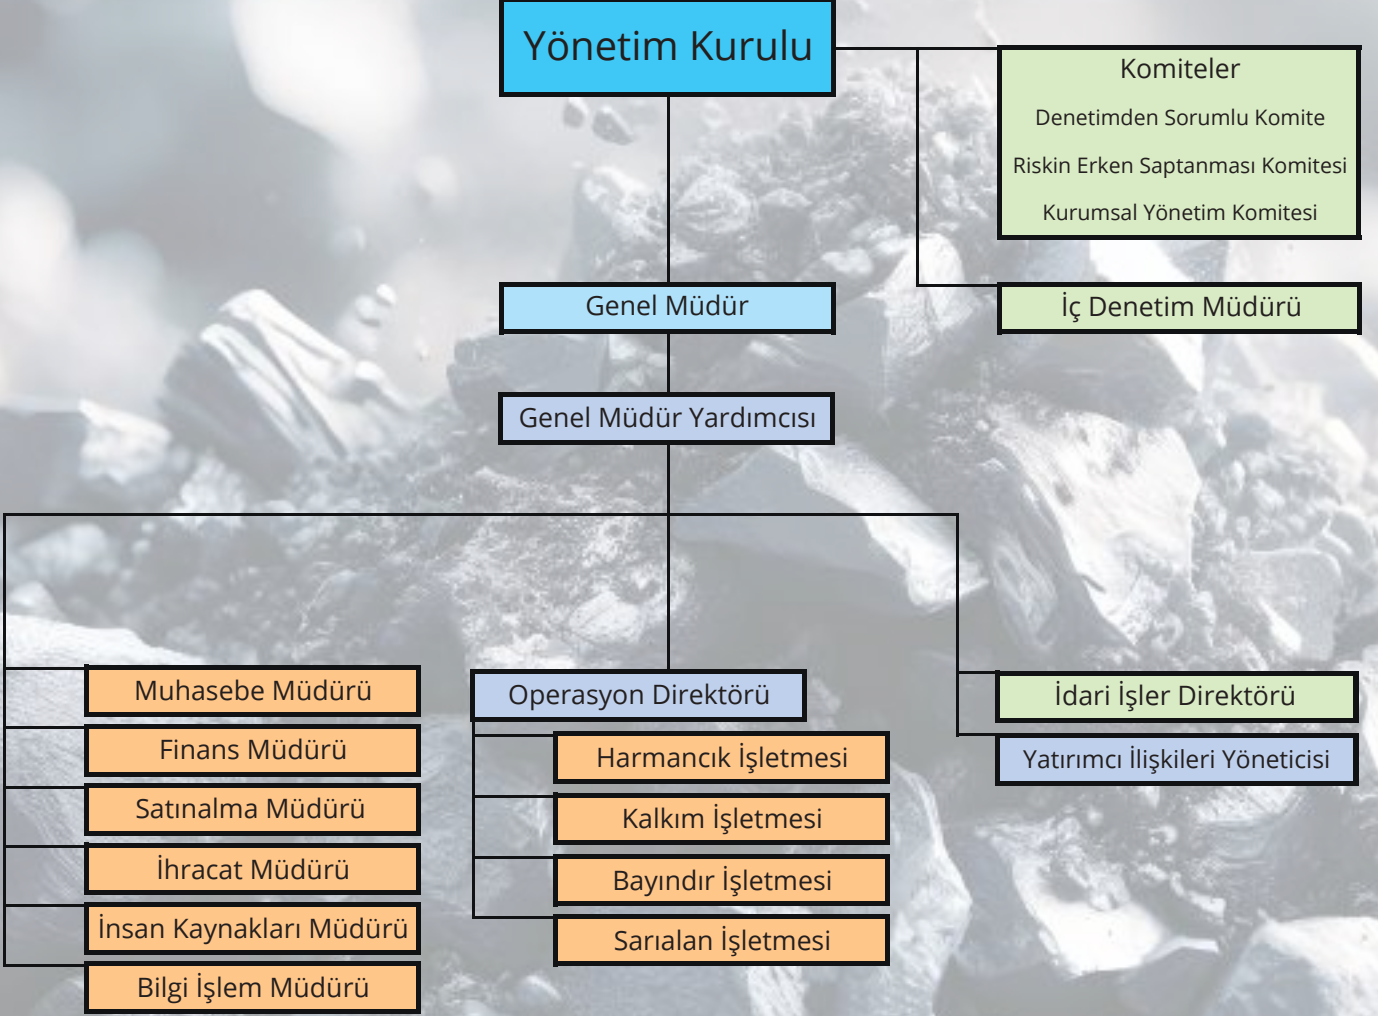 Yönetim Kurulu
Komiteler
Denetimden Sorumlu Komite
Riskin Erken Saptanması Komitesi
Kurumsal Yönetim Komitesi
Genel Müdür
İç Denetim Müdürü
Genel Müdür Yardımcısı
Muhasebe Müdürü
Finans Müdürü
Satınalma Müdürü
İhracat Müdürü
İnsan Kaynakları Müdürü
Bilgi İşlem Müdürü
Operasyon Direktörü
Harmancık İşletmesi
Kalkım İşletmesi
Bayındır İşletmesi
Sarıalan İşletmesi
İdari İşler Direktörü
Yatırımcı İlişkileri Yöneticisi